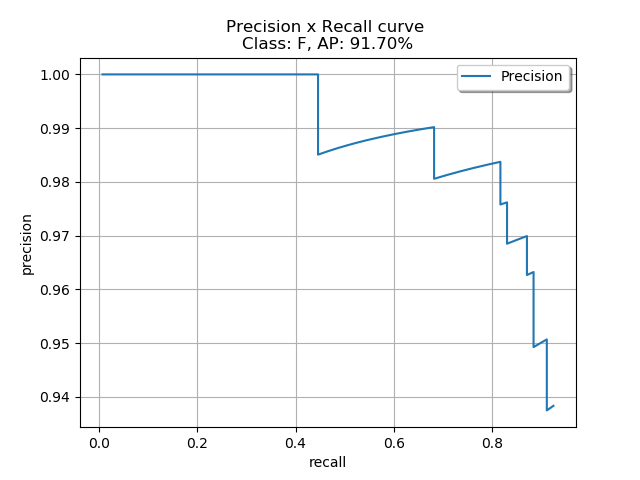 Precision x Recall curve
Class: F, AP: 91.70%
Precision
1.00
0.99
0.98
0.97
0.96
0.95
0.94
precision
0.0 0.2 0.4 0.6 0.8
recall